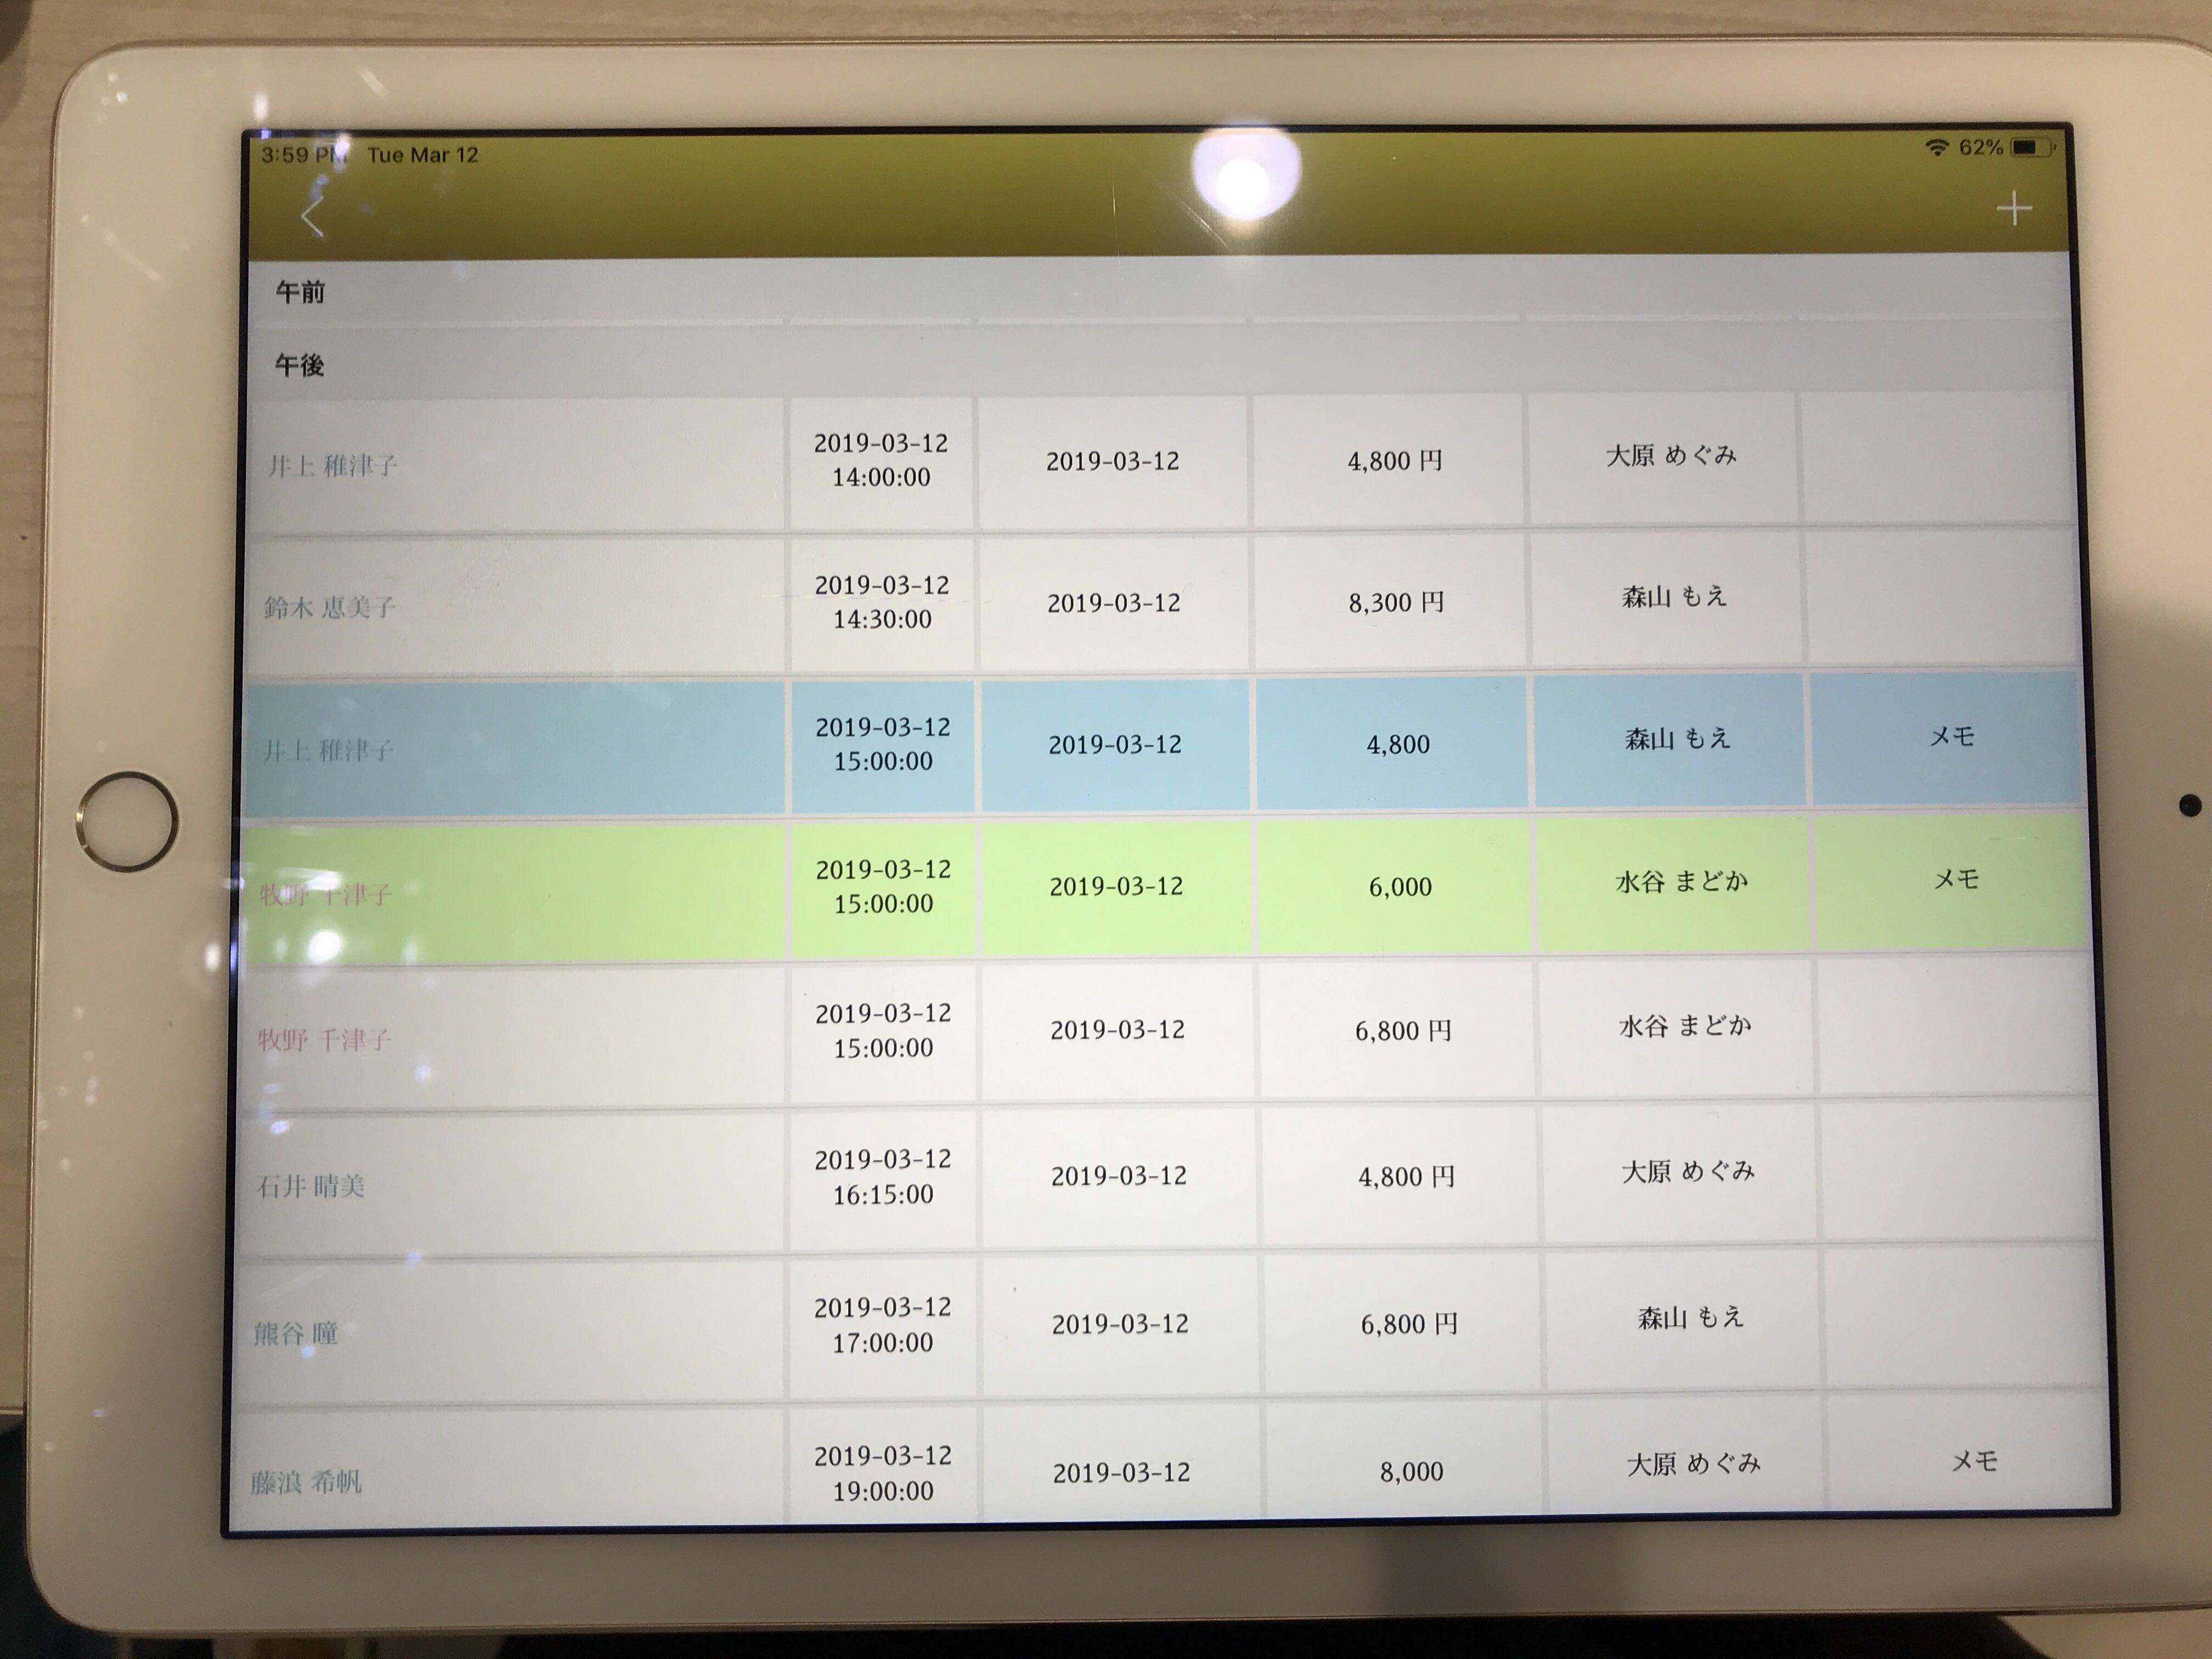 3:59 PM Tue Mar 12 62%
午前
午後
井上 稚津子 2019-03-12 14:00:00 2019-03-12 4,800 円 大原 めぐみ
鈴木 恵美子 2019-03-12 14:30:00 2019-03-12 8,300 円 森山 もえ
井上 稚津子 2019-03-12 15:00:00 2019-03-12 4,800 森山 もえ メモ
牧野 千津子 2019-03-12 15:00:00 2019-03-12 6,000 水谷 まどか メモ
牧野 千津子 2019-03-12 15:00:00 2019-03-12 6,800 円 水谷 まどか
石井 晴美 2019-03-12 16:15:00 2019-03-12 4,800 円 大原 めぐみ
熊谷 瞳 2019-03-12 17:00:00 2019-03-12 6,800 円 森山 もえ
藤浪 希帆 2019-03-12 19:00:00 2019-03-12 8,000 大原 めぐみ メモ